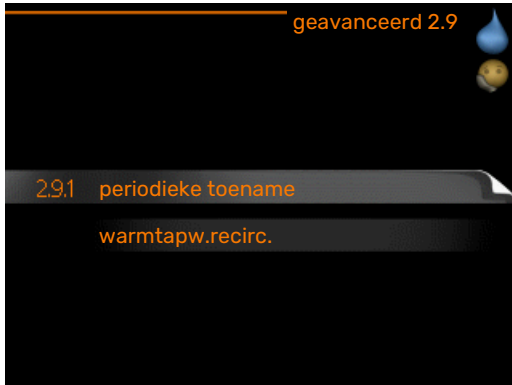 geavanceerd 2.9
2.9.1 periodieke toename
warmtapw.recirc.